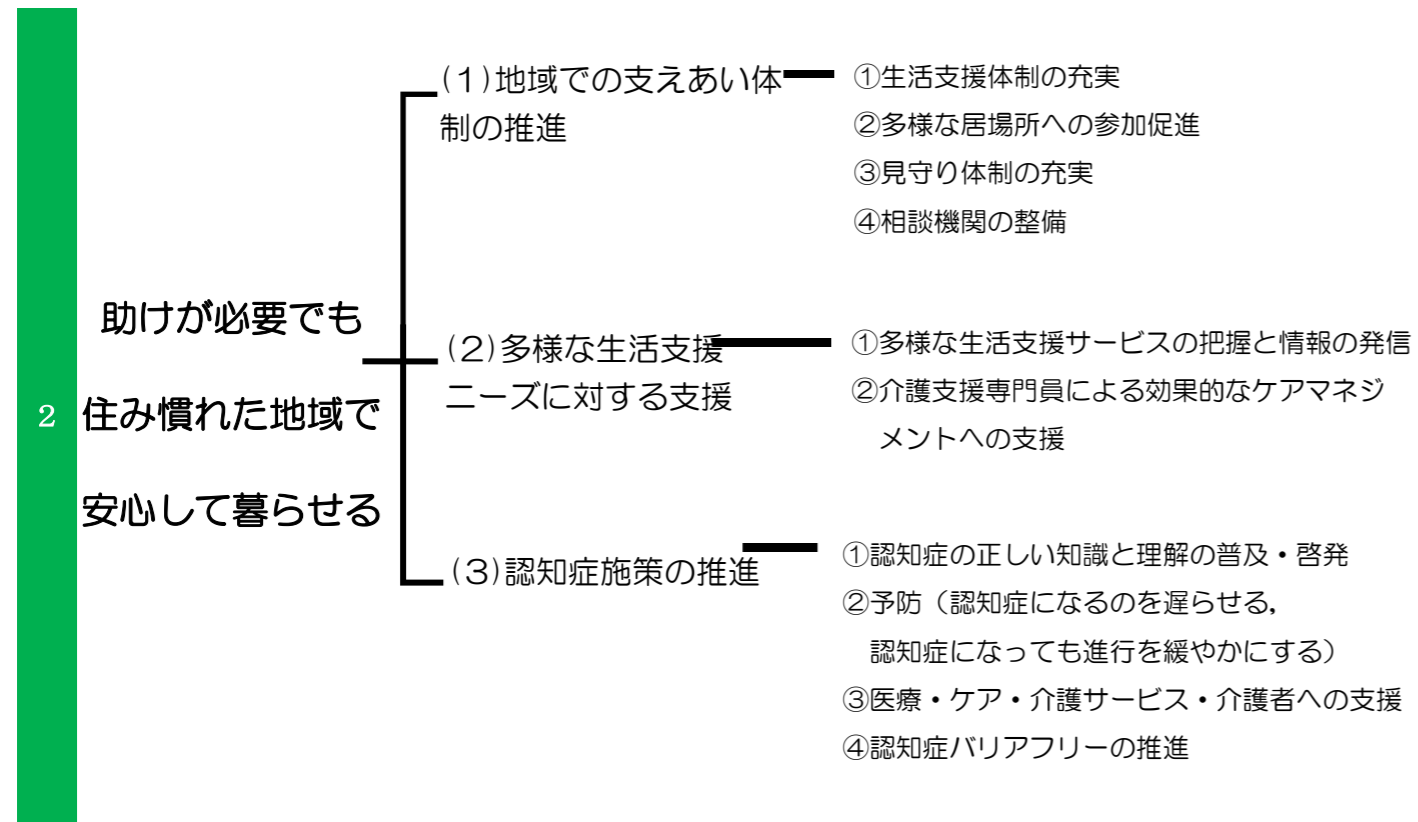 2
助けが必要でも
住み慣れた地域で
安心して暮らせる
(1)地域での支えあい体
制の推進
①生活支援体制の充実
②多様な居場所への参加促進
③見守り体制の充実
④相談機関の整備
(2)多様な生活支援
ニーズに対する支援
①多様な生活支援サービスの把握と情報の発信
②介護支援専門員による効果的なケアマネジ
メントへの支援
(3)認知症施策の推進
①認知症の正しい知識と理解の普及・啓発
②予防（認知症になるのを遅らせる,
認知症になっても進行を緩やかにする）
③医療・ケア・介護サービス・介護者への支援
④認知症バリアフリーの推進